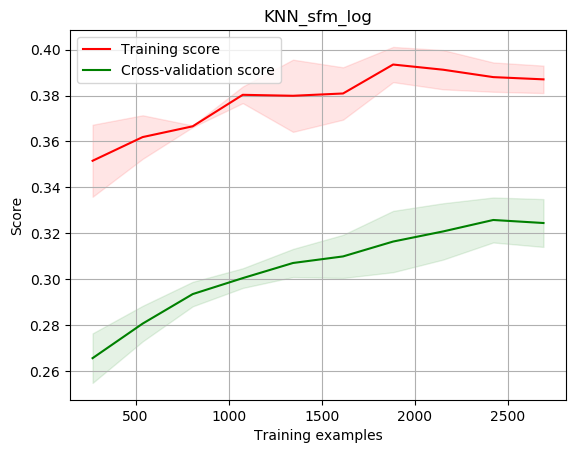 KNN_sfm_log
Training score
Cross-validation score
0.40
0.38
0.36
0.34
0.32
0.30
0.28
0.26
Score
500
1000
1500
2000
2500
Training examples